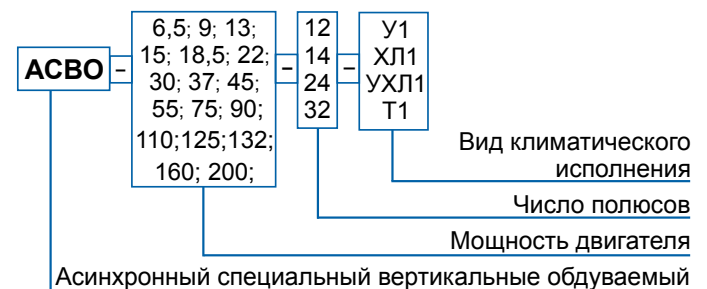 АСВО – 6,5; 9; 13; 15; 18,5; 22; 30; 37; 45; 55; 75; 90; 110;125;132; 160; 200; – 12 14 24 32 – У1 ХЛ1 УХЛ1 Т1
Вид климатического
исполнения
Число полюсов
Мощность двигателя
Асинхронный специальный вертикальные обдуваемый